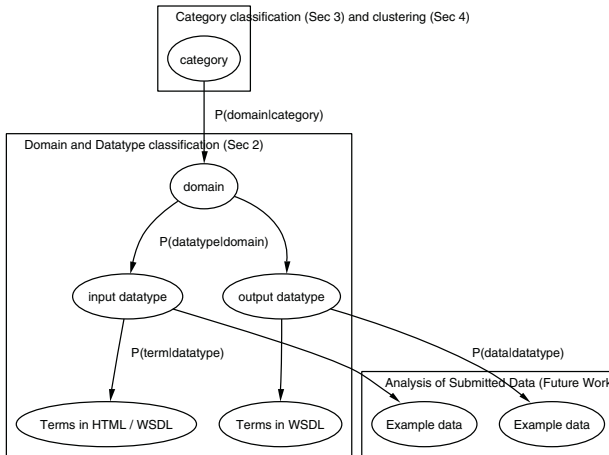 Category classification (Sec 3) and clustering (Sec 4)
category
P(domain|category)
Domain and Datatype classification (Sec 2)
domain
P(datatype|domain)
input datatype
output datatype
P(term|datatype)
P(data|datatype)
Analysis of Submitted Data (Future Work
Terms in HTML / WSDL
Terms in WSDL
Example data
Example data